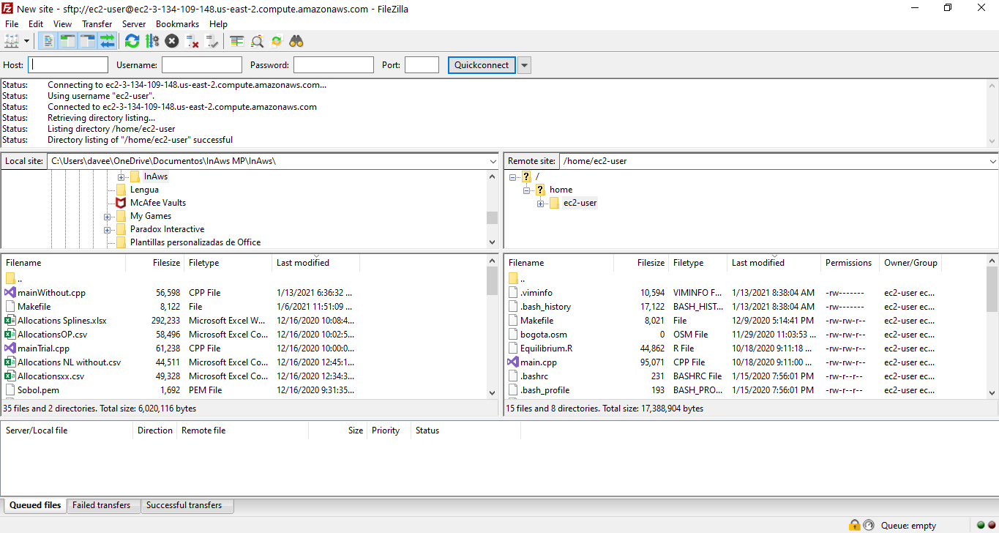 New site - sftp://ec2-user@ec2-3-134-109-148.us-east-2.compute.amazonaws.com - FileZilla
File Edit View Transfer Server Bookmarks Help
Host: Username: Password: Port: Quickconnect
Status: Connecting to ec2-3-134-109-148.us-east-2.compute.amazonaws.com...
Status: Using username "ec2-user".
Status: Connected to ec2-3-134-109-148.us-east-2.compute.amazonaws.com
Status: Retrieving directory listing...
Status: Listing directory /home/ec2-user
Status: Directory listing of "/home/ec2-user" successful
Local site: C:\Users\davee\OneDrive\Documentos\InAws MP\InAws\
InAws
Lengua
McAfee Vaults
My Games
Paradox Interactive
Plantillas personalizadas de Office
Remote site: /home/ec2-user
/
home
ec2-user
Filename Filesize Filetype Last modified
..
mainWithout.cpp 56,598 CPP File 1/13/2021 6:36:32 ...
Makefile 8,122 File 1/6/2021 11:51:09 ...
Allocations Splines.xlsx 292,233 Microsoft Excel W... 12/16/2020 10:08:4...
AllocationsOP.csv 58,496 Microsoft Excel Co... 12/16/2020 10:02:5...
mainTrial.cpp 61,238 CPP File 12/16/2020 10:00:0...
Allocations NL without.csv 44,511 Microsoft Excel Co... 12/16/2020 12:45:1...
Allocationsxx.csv 49,328 Microsoft Excel Co... 12/16/2020 12:34:3...
Sobol.pem 1,692 PEM File 12/16/2020 9:31:35...
35 files and 2 directories. Total size: 6,020,116 bytes
Filename Filesize Filetype Last modified Permissions Owner/Group
..
.viminfo 10,594 VIMINFO F... 1/13/2021 8:38:04 AM -rw------- ec2-user ec...
.bash_history 17,122 BASH_HIST... 1/13/2021 8:38:04 AM -rw------- ec2-user ec...
Makefile 8,021 File 12/9/2020 5:14:41 PM -rw-rw-r-- ec2-user ec...
bogota.osm 0 OSM File 11/29/2020 11:03:53 ... -rw-rw-r-- ec2-user ec...
Equilibrium.R 44,862 R File 10/18/2020 9:11:18 ... -rw-rw-r-- ec2-user ec...
main.cpp 95,071 CPP File 10/18/2020 9:11:00 ... -rw-rw-r-- ec2-user ec...
.bashrc 231 BASHRC File 1/15/2020 7:56:01 PM -rw-r--r-- ec2-user ec...
.bash_profile 193 BASH_PRO... 1/15/2020 7:56:01 PM -rw-r--r-- ec2-user ec...
15 files and 8 directories. Total size: 17,388,904 bytes
Server/Local file Direction Remote file Size Priority Status
Queued files Failed transfers Successful transfers
Queue: empty